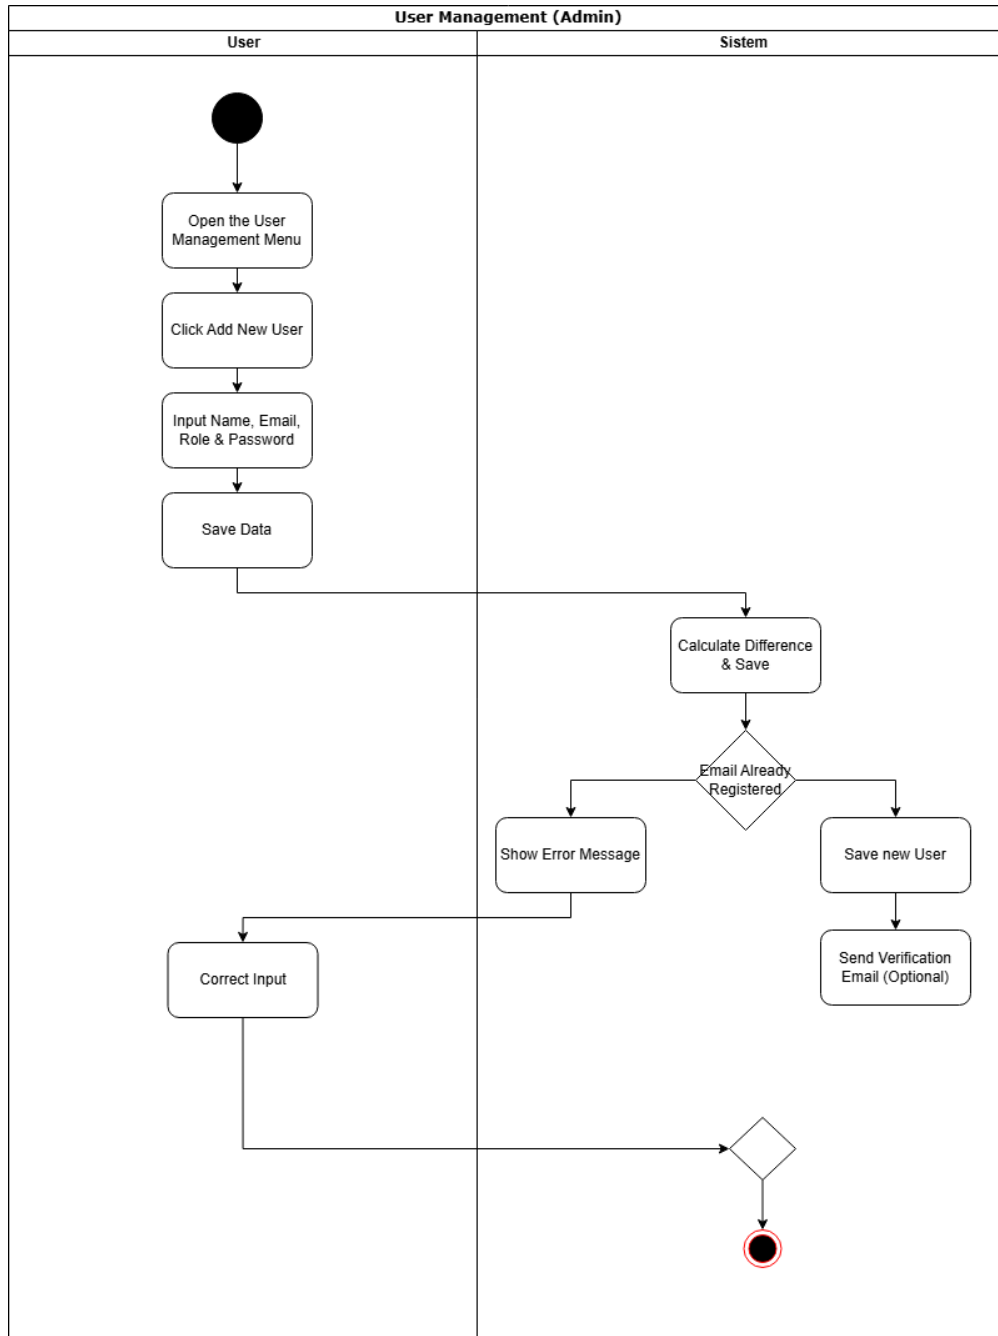 User Management (Admin)
User
Sistem
Open the User
Management Menu
Click Add New User
Input Name, Email,
Role & Password
Save Data
Calculate Difference
& Save
Email Already
Registered
Show Error Message
Save new User
Correct Input
Send Verification
Email (Optional)